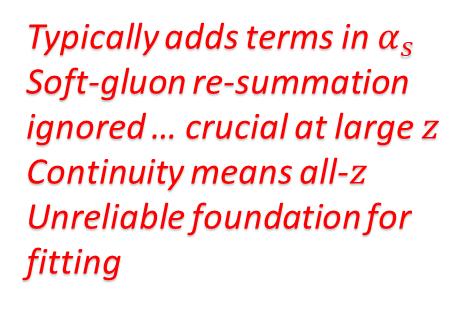 Typically adds terms in αₛ
Soft-gluon re-summation
ignored … crucial at large z
Continuity means all-z
Unreliable foundation for
fitting